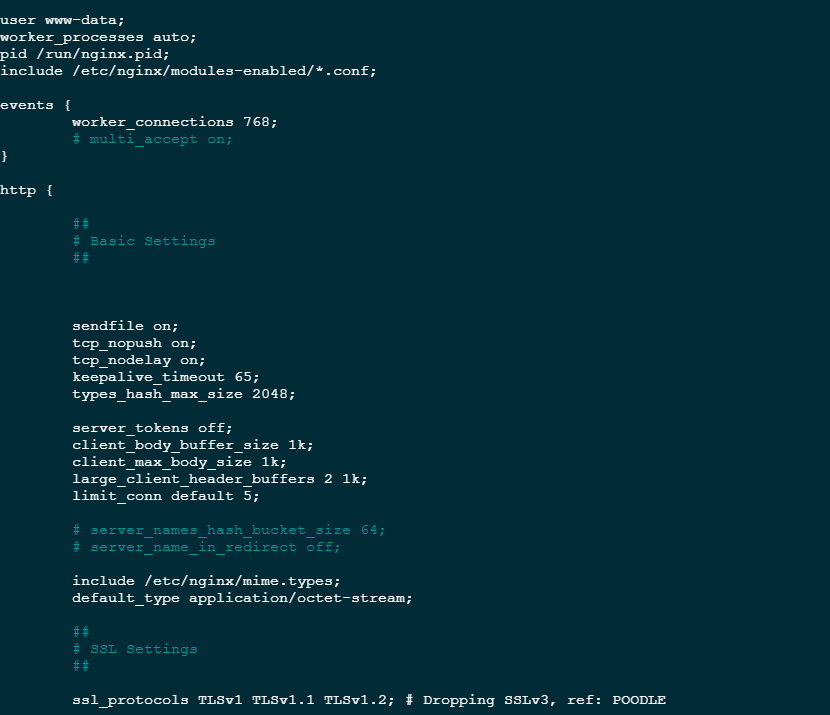 user www-data;
worker_processes auto;
pid /run/nginx.pid;
include /etc/nginx/modules-enabled/*.conf;
events {
worker_connections 768;
# multi_accept on;
}
http {
##
# Basic Settings
##
sendfile on;
tcp_nopush on;
tcp_nodelay on;
keepalive_timeout 65;
types_hash_max_size 2048;
server_tokens off;
client_body_buffer_size 1k;
client_max_body_size 1k;
large_client_header_buffers 2 1k;
limit_conn default 5;
# server_names_hash_bucket_size 64;
# server_name_in_redirect off;
include /etc/nginx/mime.types;
default_type application/octet-stream;
##
# SSL Settings
##
ssl_protocols TLSv1 TLSv1.1 TLSv1.2; # Dropping SSLv3, ref: POODLE